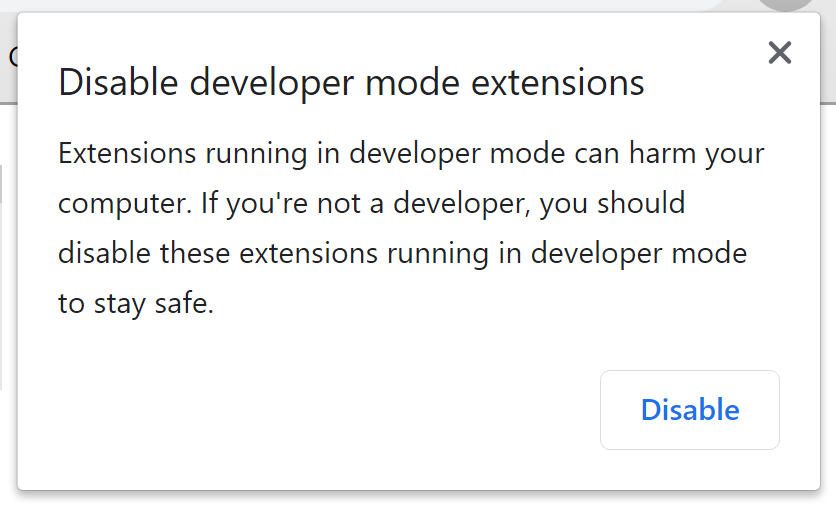 Disable developer mode extensions
Extensions running in developer mode can harm your
computer. If you're not a developer, you should
disable these extensions running in developer mode
to stay safe.
Disable